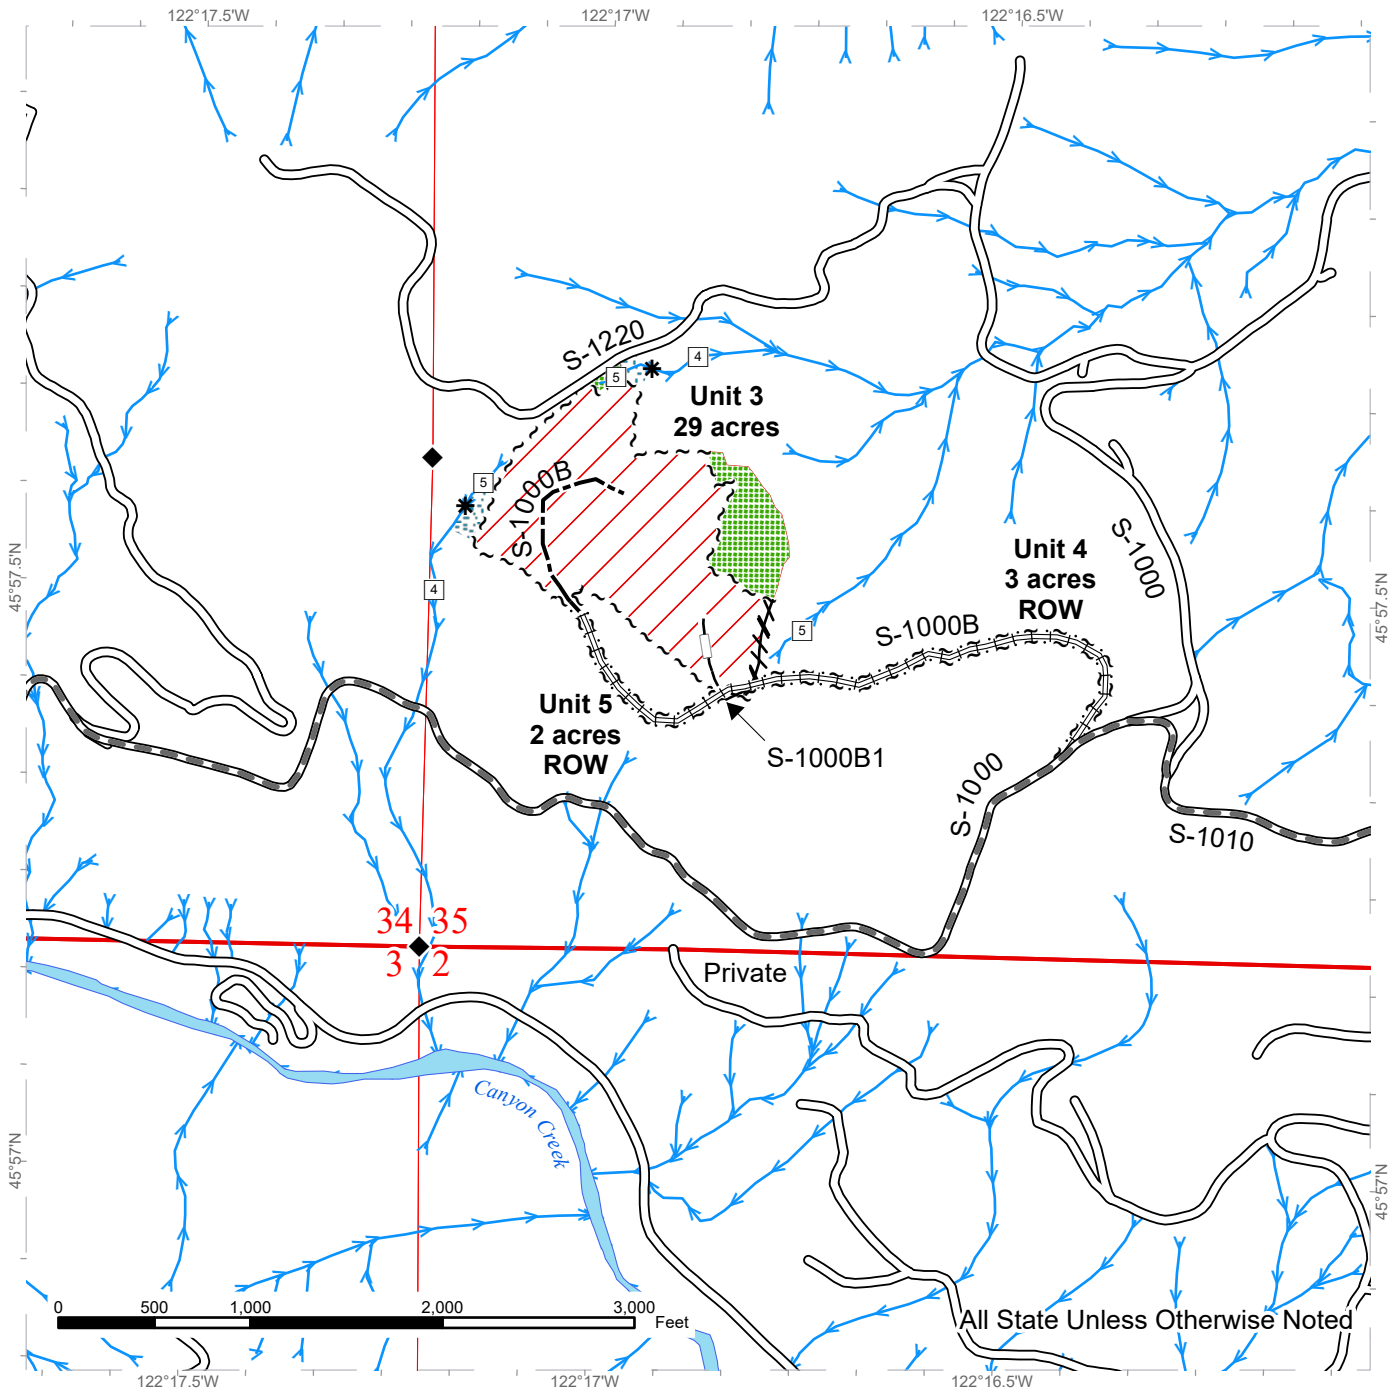 122°17.5'W
122°17'W
122°16.5'W
S-1220
4
5
Unit 3
29 acres
5
S-1000B
S-1000
Unit 4
3 acres
ROW
45°57.5'N
45°57.5'N
4
5
S-1000B
Unit 5
2 acres
ROW
S-1000B1
S-1000
S-1010
34 35
3 2
Private
Canyon Creek
45°57'N
45°57'N
0 500 1,000 2,000 3,000
Feet
All State Unless Otherwise Noted
122°17.5'W
122°17'W
122°16.5'W